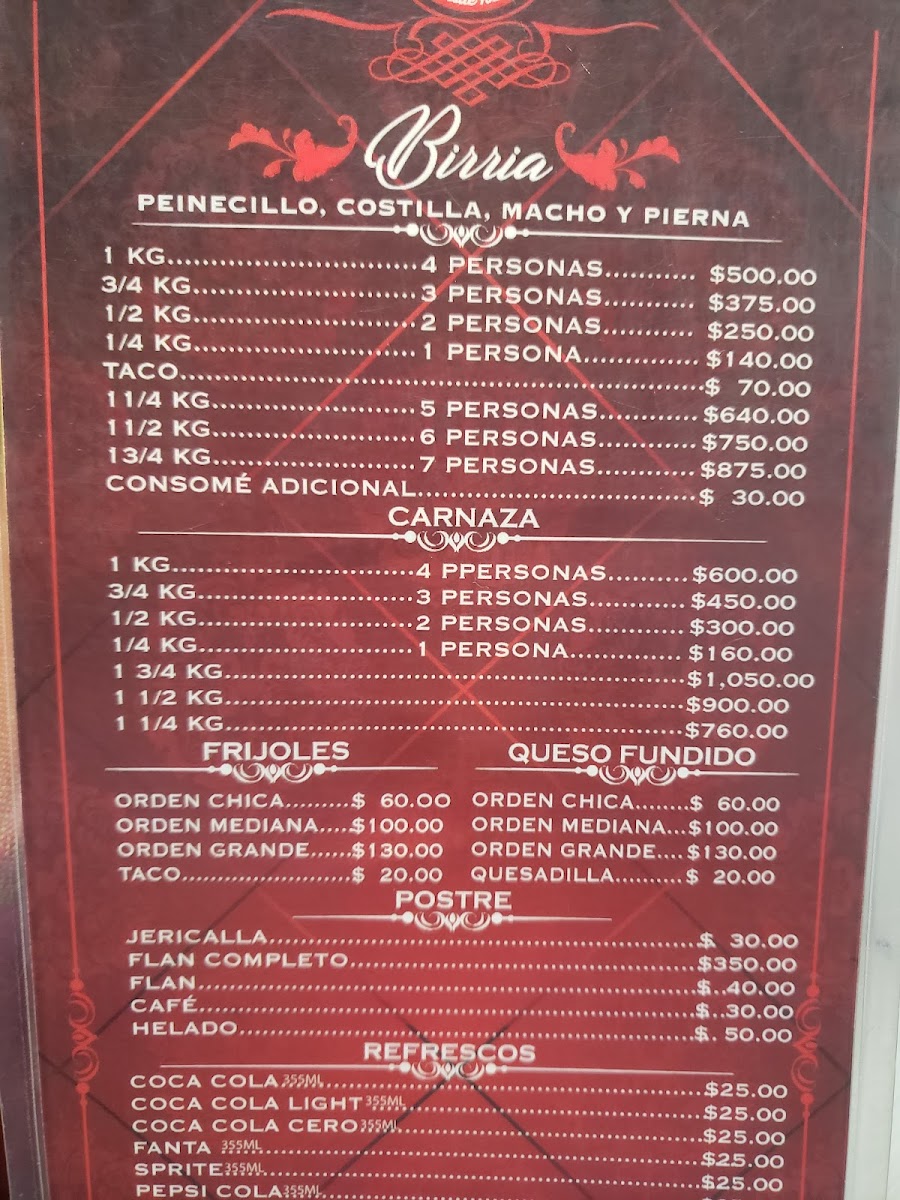 Birria
PEINECILLO, COSTILLA, MACHO Y PIERNA
1 KG.......................4 PERSONAS........... $500.00
3/4 KG.......................3 PERSONAS........... $375.00
1/2 KG.......................2 PERSONAS........... $250.00
1/4 KG.......................1 PERSONA.............. $140.00
TACO.......................$ 70.00
1 1/4 KG.......................5 PERSONAS............ $640.00
1 1/2 KG.......................6 PERSONAS............ $750.00
1 3/4 KG.......................7 PERSONAS............ $875.00
CONSOMÉ ADICIONAL.......................$ 30.00
CARNAZA
1 KG.......................4 PPERSONAS..........$600.00
3/4 KG.......................3 PERSONAS............$450.00
1/2 KG.......................2 PERSONAS............$300.00
1/4 KG.......................1 PERSONA.............. $160.00
1 3/4 KG.......................$1,050.00
1 1/2 KG.......................$900.00
1 1/4 KG.......................$760.00
FRIJOLES
ORDEN CHICA.........$ 60.00
ORDEN MEDIANA.....$100.00
ORDEN GRANDE......$130.00
TACO.......................$ 20.00
QUESO FUNDIDO
ORDEN CHICA........$ 60.00
ORDEN MEDIANA...$100.00
ORDEN GRANDE....$130.00
QUESADILLA..........$ 20.00
POSTRE
JERICALLA.......................$ 30.00
FLAN COMPLETO.......................$350.00
FLAN.......................$..40.00
CAFÉ.......................$..30.00
HELADO.......................$. 50.00
REFRESCOS
COCA COLA 355ML.......................$25.00
COCA COLA LIGHT 355ML.......................$25.00
COCA COLA CERO 355ML.......................$25.00
FANTA 355ML.......................$25.00
SPRITE 355ML.......................$25.00
PEPSI COLA 355ML.......................